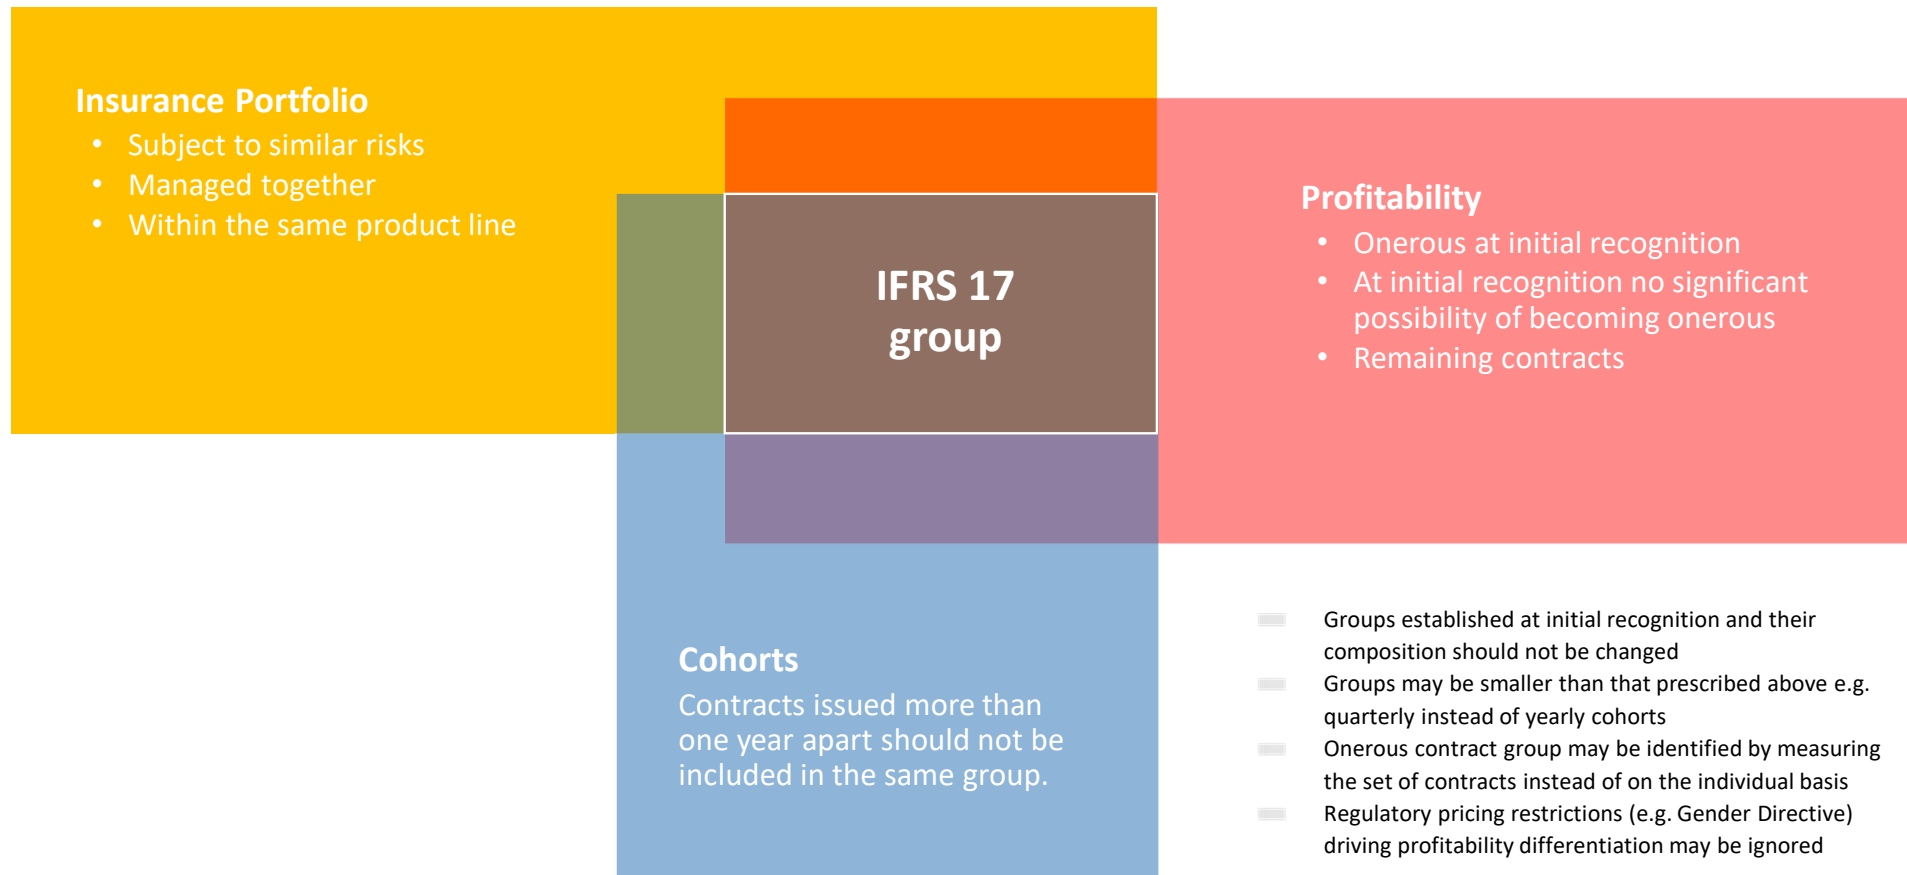 Insurance Portfolio
• Subject to similar risks
• Managed together
• Within the same product line
IFRS 17
group
Profitability
• Onerous at initial recognition
• At initial recognition no significant
possibility of becoming onerous
• Remaining contracts
Cohorts
Contracts issued more than
one year apart should not be
included in the same group.
Groups established at initial recognition and their
composition should not be changed
Groups may be smaller than that prescribed above e.g.
quarterly instead of yearly cohorts
Onerous contract group may be identified by measuring
the set of contracts instead of on the individual basis
Regulatory pricing restrictions (e.g. Gender Directive)
driving profitability differentiation may be ignored